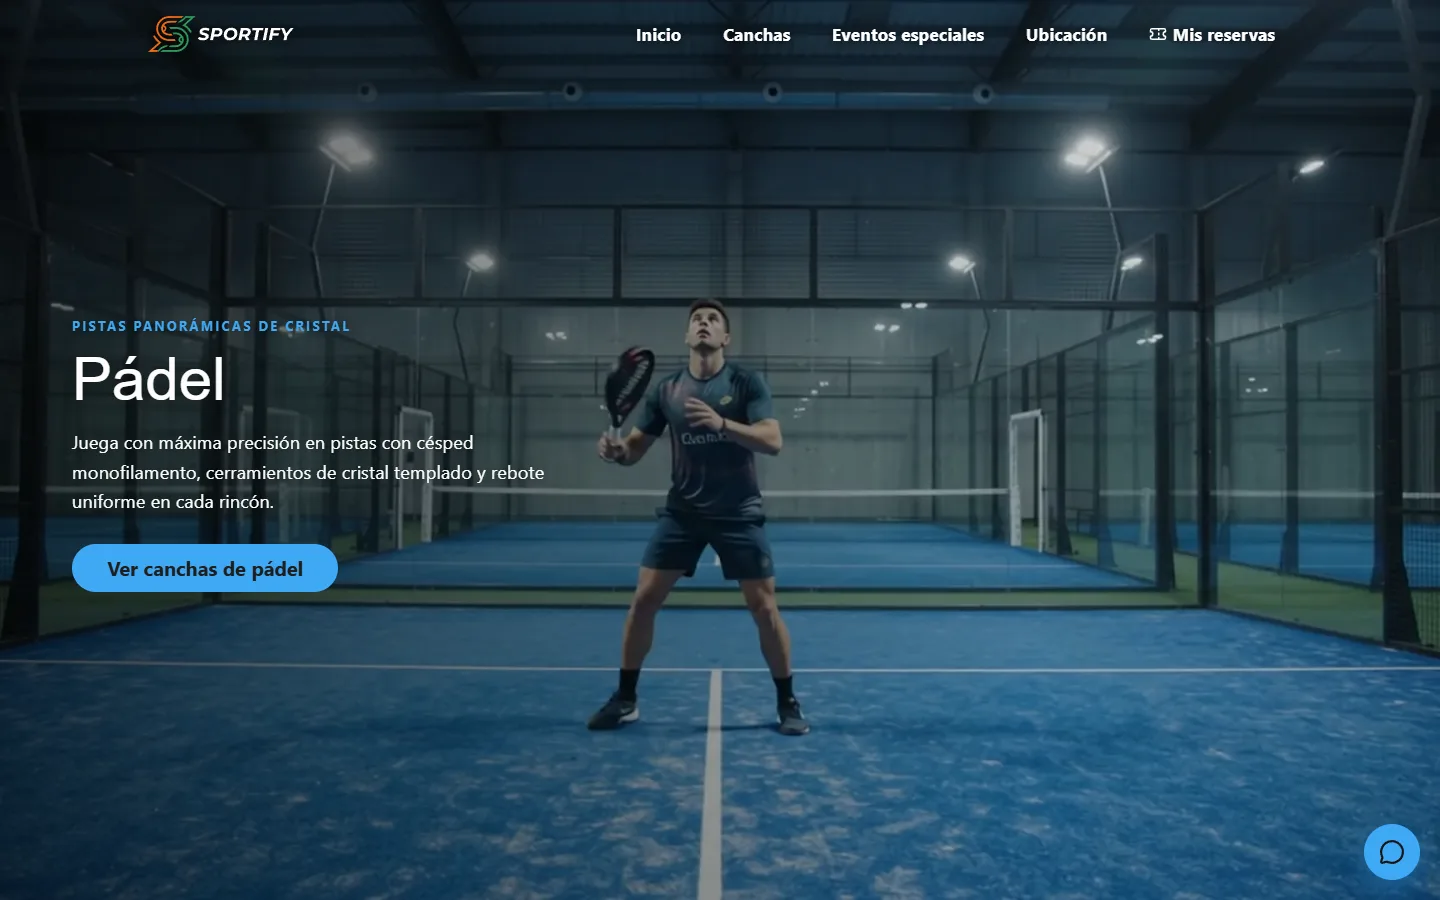 SPORTIFY
Inicio
Canchas
Eventos especiales
Ubicación
Mis reservas
PISTAS PANORÁMICAS DE CRISTAL
Pádel
Juega con máxima precisión en pistas con césped
monofilamento, cerramientos de cristal templado y rebote
uniforme en cada rincón.
Ver canchas de pádel